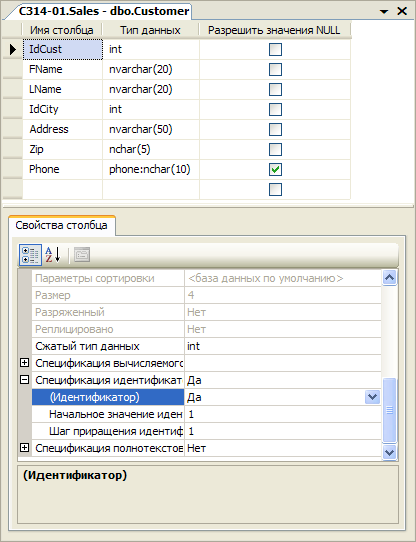 C314-01.Sales - dbo.Customer
Имя столбца Тип данных Разрешить значения NULL
IdCust int
FName nvarchar(20)
LName nvarchar(20)
IdCity int
Address nvarchar(50)
Zip nchar(5)
Phone phone:nchar(10)
Свойства столбца
Параметры сортировки <база данных по умолчанию>
Размер 4
Разряженный Нет
Реплицировано Нет
Сжатый тип данных int
Спецификация вычисляемого
Спецификация идентификат Да
(Идентификатор) Да
Начальное значение иден 1
Шаг приращения идентиф 1
Спецификация полнотекстов Нет
(Идентификатор)